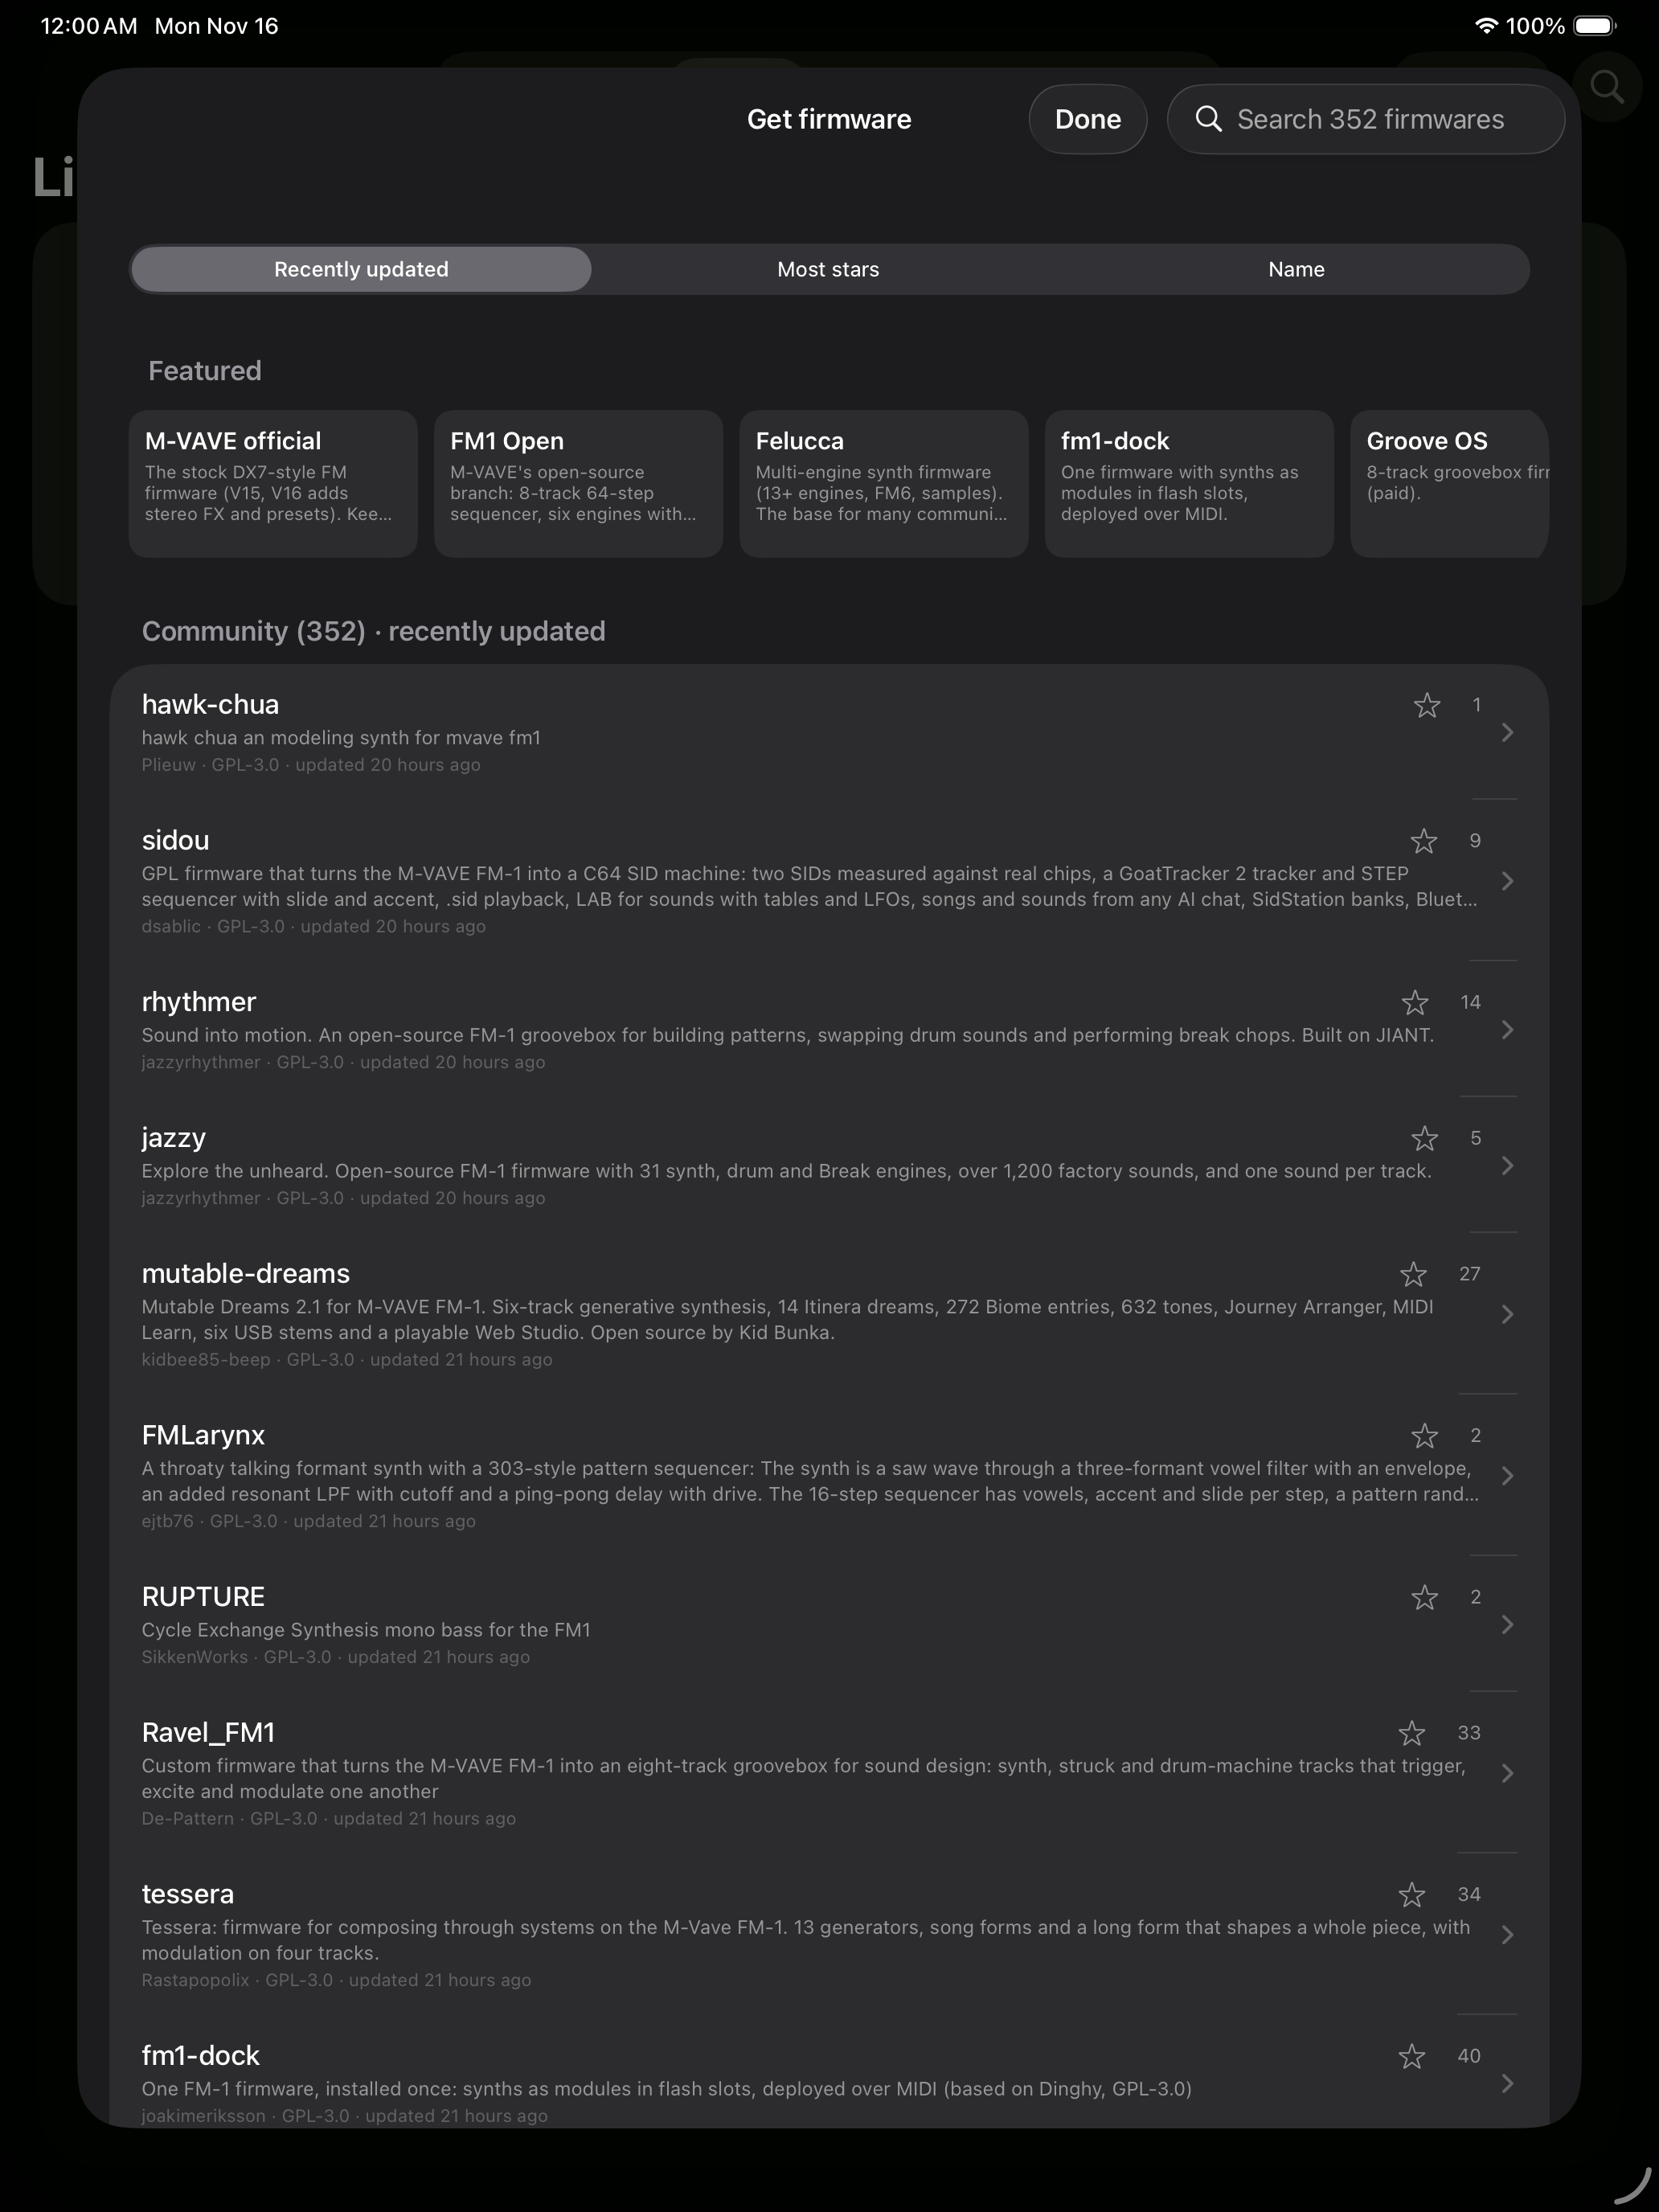 12:00 AM Mon Nov 16
100%
Li
Get firmware
Done
Search 352 firmwares
Recently updated
Most stars
Name
Featured
M-VAVE official
The stock DX7-style FM
firmware (V15, V16 adds
stereo FX and presets). Kee...
FM1 Open
M-VAVE's open-source
branch: 8-track 64-step
sequencer, six engines with...
Felucca
Multi-engine synth firmware
(13+ engines, FM6, samples).
The base for many communi...
fm1-dock
One firmware with synths as
modules in flash slots,
deployed over MIDI.
Groove OS
8-track groovebox fir
(paid).
Community (352) · recently updated
hawk-chua
1
hawk chua an modeling synth for mvave fm1
Plieuw · GPL-3.0 · updated 20 hours ago
sidou
9
GPL firmware that turns the M-VAVE FM-1 into a C64 SID machine: two SIDs measured against real chips, a GoatTracker 2 tracker and STEP
sequencer with slide and accent, .sid playback, LAB for sounds with tables and LFOs, songs and sounds from any AI chat, SidStation banks, Bluet...
dsablic · GPL-3.0 · updated 20 hours ago
rhythmer
14
Sound into motion. An open-source FM-1 groovebox for building patterns, swapping drum sounds and performing break chops. Built on JIANT.
jazzyrhythmer · GPL-3.0 · updated 20 hours ago
jazzy
5
Explore the unheard. Open-source FM-1 firmware with 31 synth, drum and Break engines, over 1,200 factory sounds, and one sound per track.
jazzyrhythmer · GPL-3.0 · updated 20 hours ago
mutable-dreams
27
Mutable Dreams 2.1 for M-VAVE FM-1. Six-track generative synthesis, 14 Itinera dreams, 272 Biome entries, 632 tones, Journey Arranger, MIDI
Learn, six USB stems and a playable Web Studio. Open source by Kid Bunka.
kidbee85-beep · GPL-3.0 · updated 21 hours ago
FMLarynx
2
A throaty talking formant synth with a 303-style pattern sequencer: The synth is a saw wave through a three-formant vowel filter with an envelope,
an added resonant LPF with cutoff and a ping-pong delay with drive. The 16-step sequencer has vowels, accent and slide per step, a pattern rand...
ejtb76 · GPL-3.0 · updated 21 hours ago
RUPTURE
2
Cycle Exchange Synthesis mono bass for the FM1
SikkenWorks · GPL-3.0 · updated 21 hours ago
Ravel_FM1
33
Custom firmware that turns the M-VAVE FM-1 into an eight-track groovebox for sound design: synth, struck and drum-machine tracks that trigger,
excite and modulate one another
De-Pattern · GPL-3.0 · updated 21 hours ago
tessera
34
Tessera: firmware for composing through systems on the M-Vave FM-1. 13 generators, song forms and a long form that shapes a whole piece, with
modulation on four tracks.
Rastapopolix · GPL-3.0 · updated 21 hours ago
fm1-dock
40
One FM-1 firmware, installed once: synths as modules in flash slots, deployed over MIDI (based on Dinghy, GPL-3.0)
joakimeriksson · GPL-3.0 · updated 21 hours ago